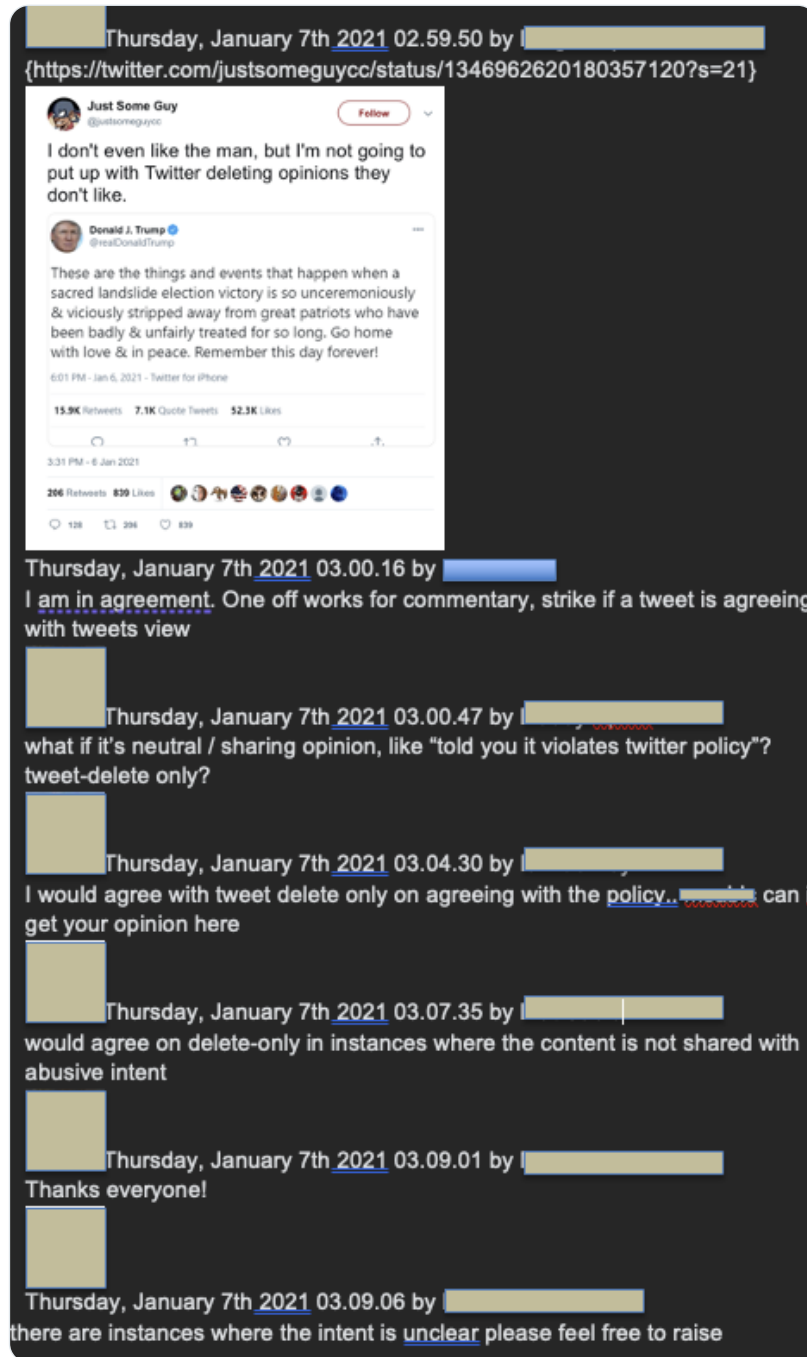 Thursday, January 7th 2021 02.59.50 by
{https://twitter.com/justsomeguycc/status/1346962620180357120?s=21}
Just Some Guy
@justsomeguycc
Follow
I don't even like the man, but I'm not going to
put up with Twitter deleting opinions they
don't like.
Donald J. Trump
@realDonaldTrump
These are the things and events that happen when a
sacred landslide election victory is so unceremoniously
& viciously stripped away from great patriots who have
been badly & unfairly treated for so long. Go home
with love & in peace. Remember this day forever!
6:01 PM - Jan 6, 2021 - Twitter for iPhone
15.9K Retweets 7.1K Quote Tweets 52.3K Likes
3:31 PM - 6 Jan 2021
206 Retweets 839 Likes
128 206 839
Thursday, January 7th 2021 03.00.16 by
I am in agreement. One off works for commentary, strike if a tweet is agreeing
with tweets view
Thursday, January 7th 2021 03.00.47 by
what if it's neutral / sharing opinion, like “told you it violates twitter policy”?
tweet-delete only?
Thursday, January 7th 2021 03.04.30 by
I would agree with tweet delete only on agreeing with the policy.. can
get your opinion here
Thursday, January 7th 2021 03.07.35 by
would agree on delete-only in instances where the content is not shared with
abusive intent
Thursday, January 7th 2021 03.09.01 by
Thanks everyone!
Thursday, January 7th 2021 03.09.06 by
there are instances where the intent is unclear please feel free to raise